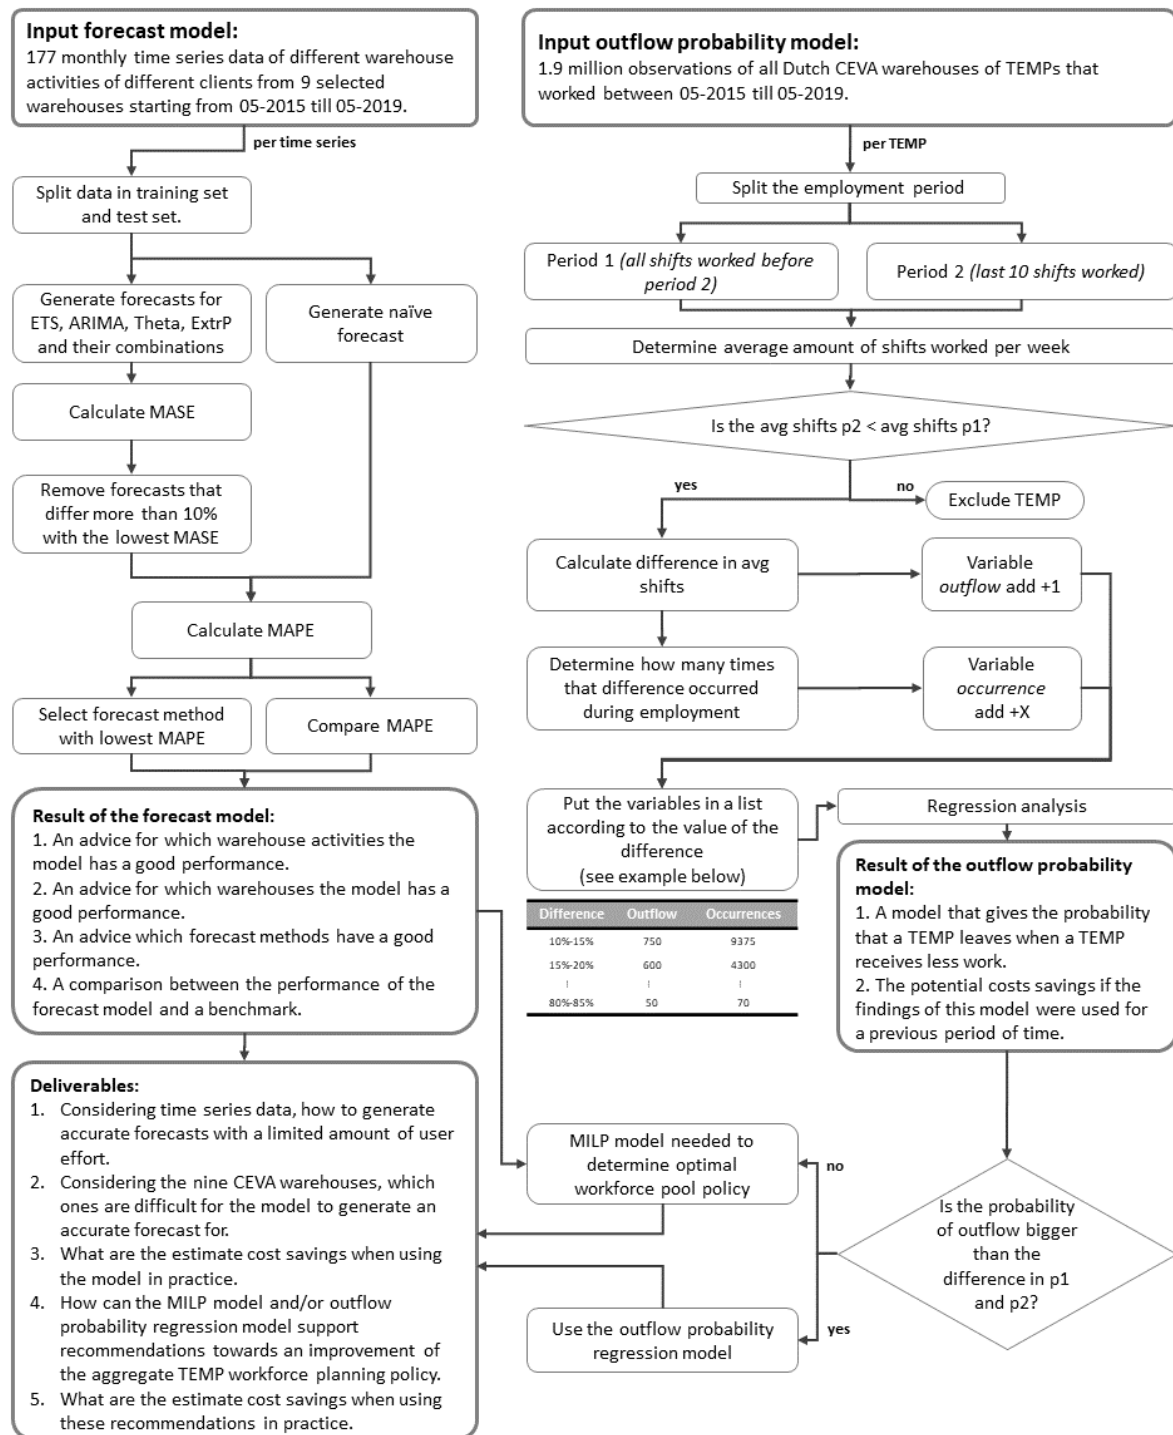 Input forecast model:
177 monthly time series data of different warehouse
activities of different clients from 9 selected
warehouses starting from 05-2015 till 05-2019.
per time series
Split data in training set
and test set.
Generate forecasts for
ETS, ARIMA, Theta, ExtrP
and their combinations
Generate naïve
forecast
Calculate MASE
Remove forecasts that
differ more than 10%
with the lowest MASE
Calculate MAPE
Select forecast method
with lowest MAPE
Compare MAPE
Result of the forecast model:
1. An advice for which warehouse activities the
model has a good performance.
2. An advice for which warehouses the model has a
good performance.
3. An advice which forecast methods have a good
performance.
4. A comparison between the performance of the
forecast model and a benchmark.
Deliverables:
1. Considering time series data, how to generate
accurate forecasts with a limited amount of user
effort.
2. Considering the nine CEVA warehouses, which
ones are difficult for the model to generate an
accurate forecast for.
3. What are the estimate cost savings when using
the model in practice.
4. How can the MILP model and/or outflow
probability regression model support
recommendations towards an improvement of
the aggregate TEMP workforce planning policy.
5. What are the estimate cost savings when using
these recommendations in practice.
Input outflow probability model:
1.9 million observations of all Dutch CEVA warehouses of TEMPs that
worked between 05-2015 till 05-2019.
per TEMP
Split the employment period
Period 1 (all shifts worked before
period 2)
Period 2 (last 10 shifts worked)
Determine average amount of shifts worked per week
Is the avg shifts p2 < avg shifts p1?
yes
no
Exclude TEMP
Calculate difference in avg
shifts
Variable
outflow add +1
Determine how many times
that difference occurred
during employment
Variable
occurrence
add +X
Put the variables in a list
according to the value of the
difference
(see example below)
Regression analysis
Difference Outflow Occurrences
10%-15% 750 9375
15%-20% 600 4300
80%-85% 50 70
Result of the outflow probability
model:
1. A model that gives the probability
that a TEMP leaves when a TEMP
receives less work.
2. The potential costs savings if the
findings of this model were used for
a previous period of time.
MILP model needed to
determine optimal
workforce pool policy
no
Is the probability
of outflow bigger
than the
difference in p1
and p2?
yes
Use the outflow probability
regression model